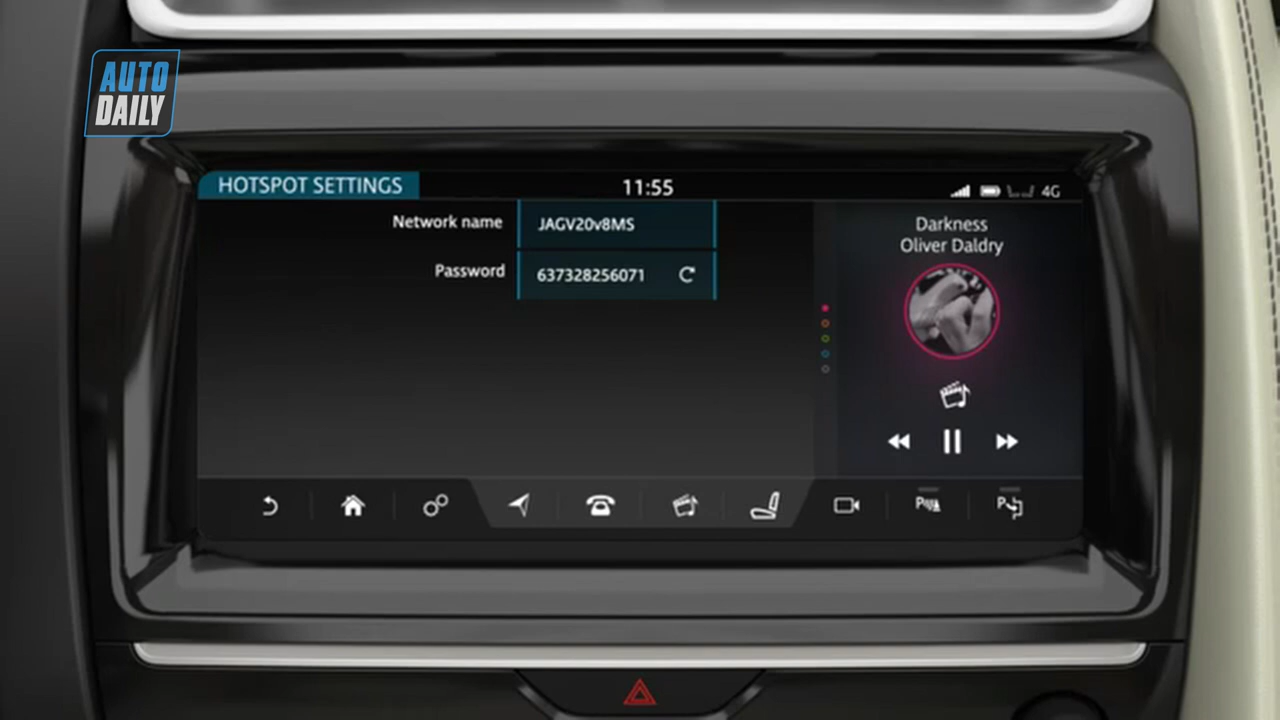 AUTO
DAILY
HOTSPOT SETTINGS
11:55
4G
Network name
JAGV20v8MS
Password
637328256071
Darkness
Oliver Daldry